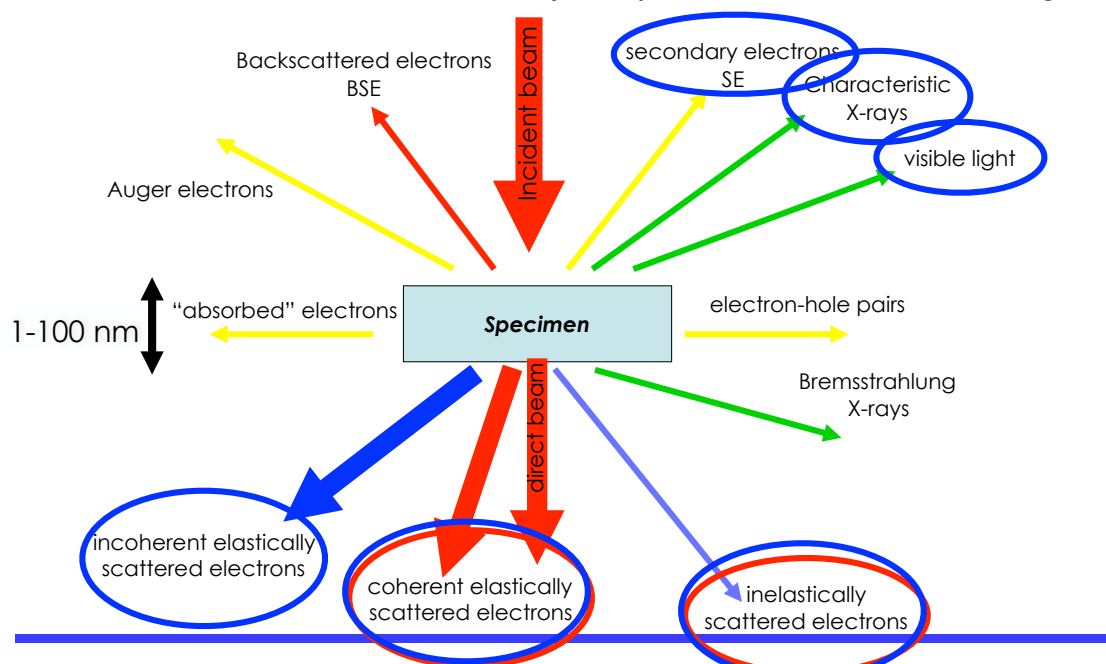 Backscattered electrons
BSE
Incident beam
secondary electrons
SE
Characteristic
X-rays
visible light
Auger electrons
"absorbed" electrons
1-100 nm
Specimen
electron-hole pairs
Bremsstrahlung
X-rays
direct beam
incoherent elastically
scattered electrons
coherent elastically
scattered electrons
inelastically
scattered electrons